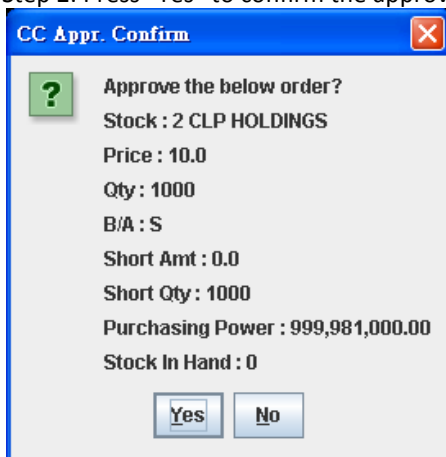 Step 2. Press "Yes" to confirm the approv
CC Appr. Confirm
?
Approve the below order?
Stock : 2 CLP HOLDINGS
Price : 10.0
Qty : 1000
B/A : S
Short Amt : 0.0
Short Qty : 1000
Purchasing Power : 999,981,000.00
Stock In Hand : 0
Yes No